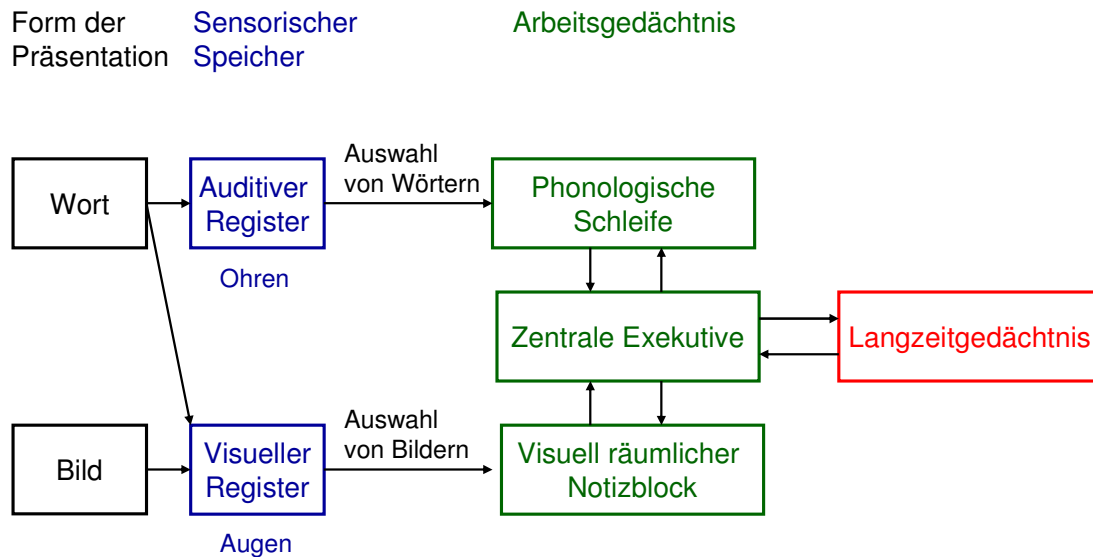 Form der
Präsentation
Sensorischer
Speicher
Arbeitsgedächtnis
Wort
Auditiver
Register
Ohren
Auswahl
von Wörtern
Phonologische
Schleife
Zentrale Exekutive
Langzeitgedächtnis
Bild
Visueller
Register
Augen
Auswahl
von Bildern
Visuell räumlicher
Notizblock